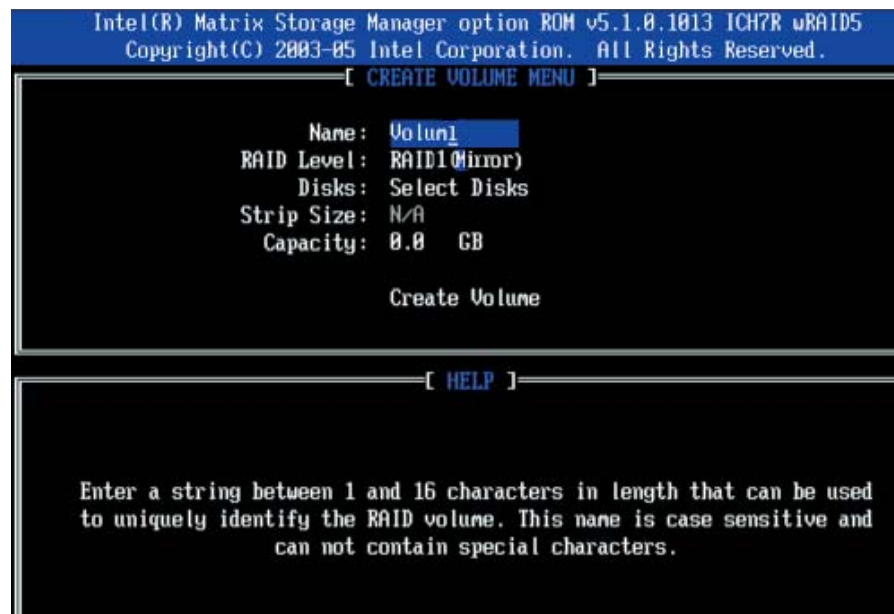 Intel(R) Matrix Storage Manager option ROM v5.1.0.1013 ICH7R wRAID5
Copyright(C) 2003-05 Intel Corporation. All Rights Reserved.
[ CREATE VOLUME MENU ]
Name: Volum1
RAID Level: RAID1(Mirror)
Disks: Select Disks
Strip Size: N/A
Capacity: 0.0 GB
Create Volume
[ HELP ]
Enter a string between 1 and 16 characters in length that can be used
to uniquely identify the RAID volume. This name is case sensitive and
can not contain special characters.